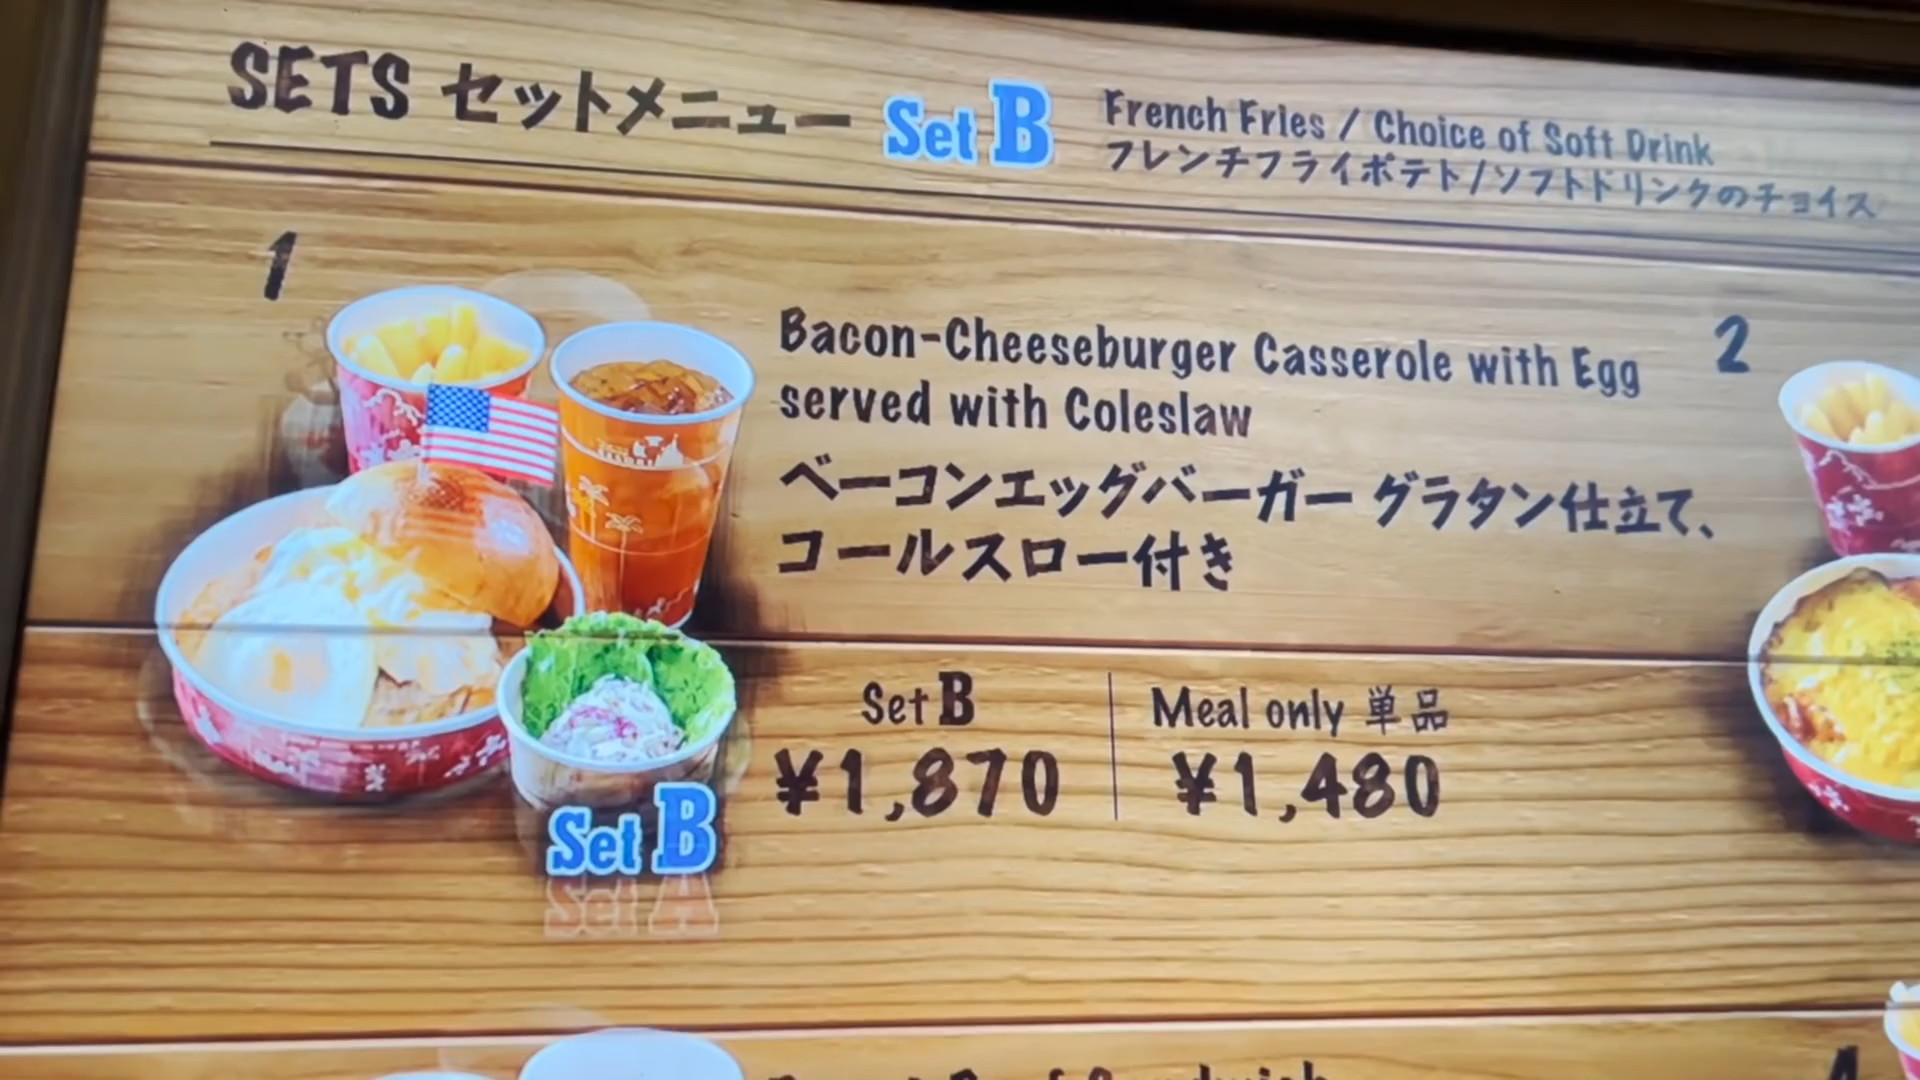 SETS セットメニュー
Set B
French Fries / Choice of Soft Drink
フレンチフライポテト/ソフトドリンクのチョイス
1
Bacon-Cheeseburger Casserole with Egg
served with Coleslaw
ベーコンエッグバーガー グラタン仕立て、
コールスロー付き
2
Set B
¥1,870
Meal only 単品
¥1,480
Set B
Set A
4